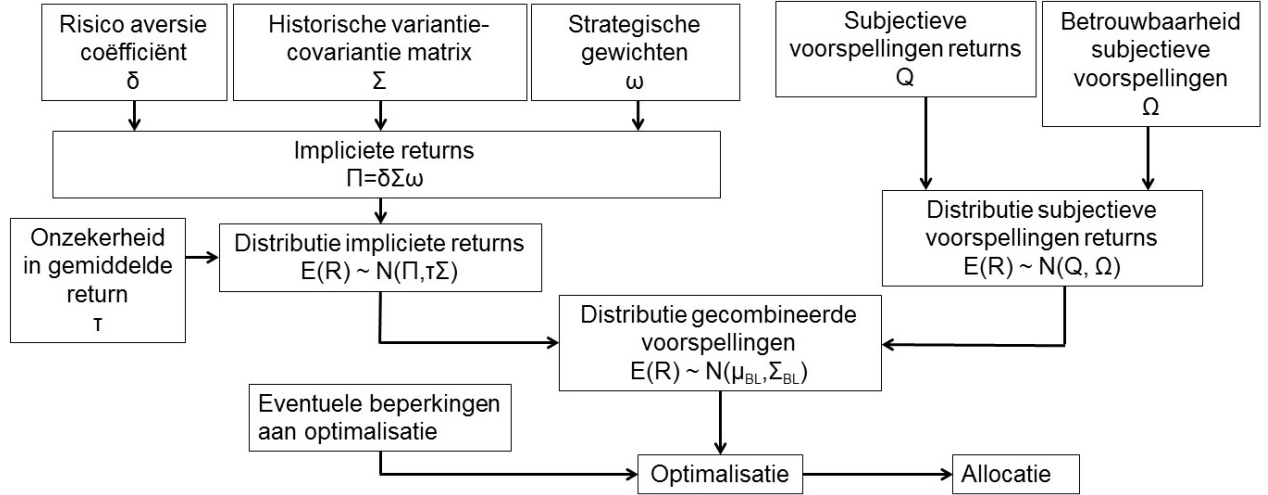 Risico aversie
coëfficiënt
δ
Historische variantie-
covariantie matrix
Σ
Strategische
gewichten
ω
Subjectieve
voorspellingen returns
Q
Betrouwbaarheid
subjectieve
voorspellingen
Ω
Impliciete returns
Π=δΣω
Onzekerheid
in gemiddelde
return
τ
Distributie impliciete returns
E(R) ~ N(Π,τΣ)
Distributie subjectieve
voorspellingen returns
E(R) ~ N(Q, Ω)
Distributie gecombineerde
voorspellingen
E(R) ~ N(μBL,ΣBL)
Eventuele beperkingen
aan optimalisatie
Optimalisatie
Allocatie